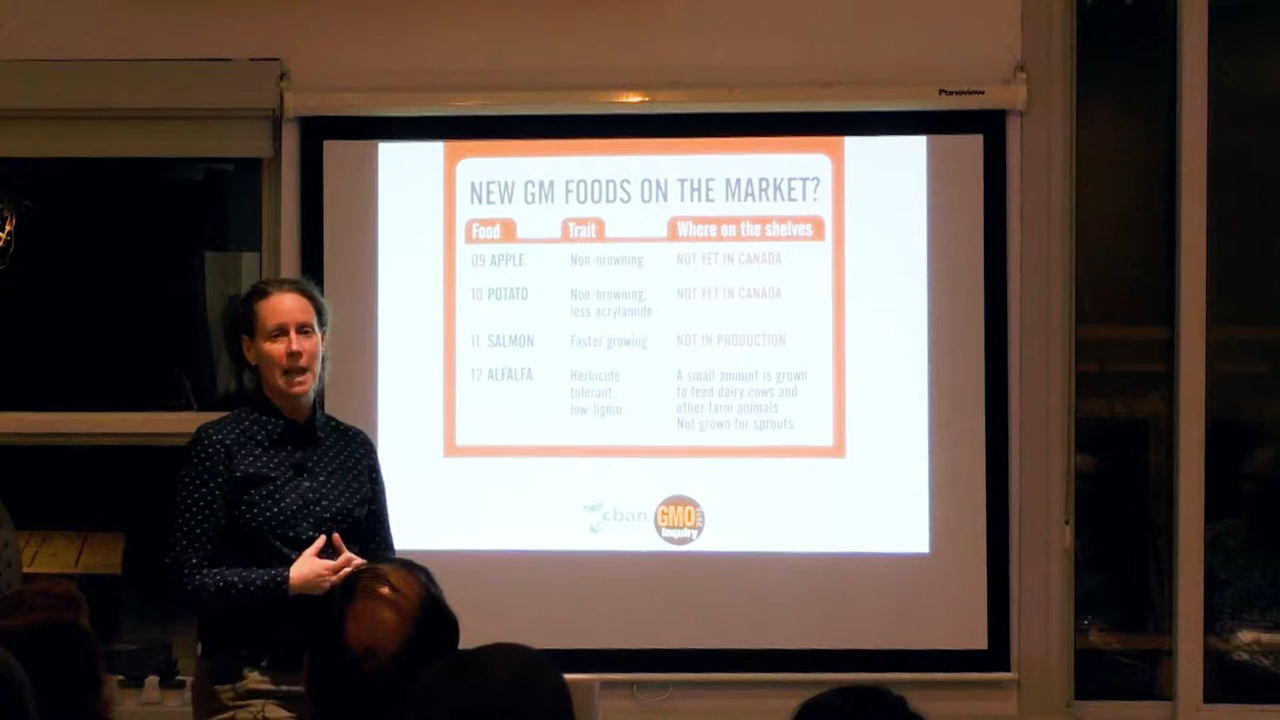 Panoview
NEW GM FOODS ON THE MARKET?
Food Trait Where on the shelves
09 APPLE Non-browning NOT YET IN CANADA
10 POTATO Non-browning, NOT YET IN CANADA
less acrylamide
11 SALMON Faster growing NOT IN PRODUCTION
12 ALFALFA Herbicide A small amount is grown
tolerant, to feed dairy cows and
low-lignin other farm animals
Not grown for sprouts
cban GMO
Inquiry